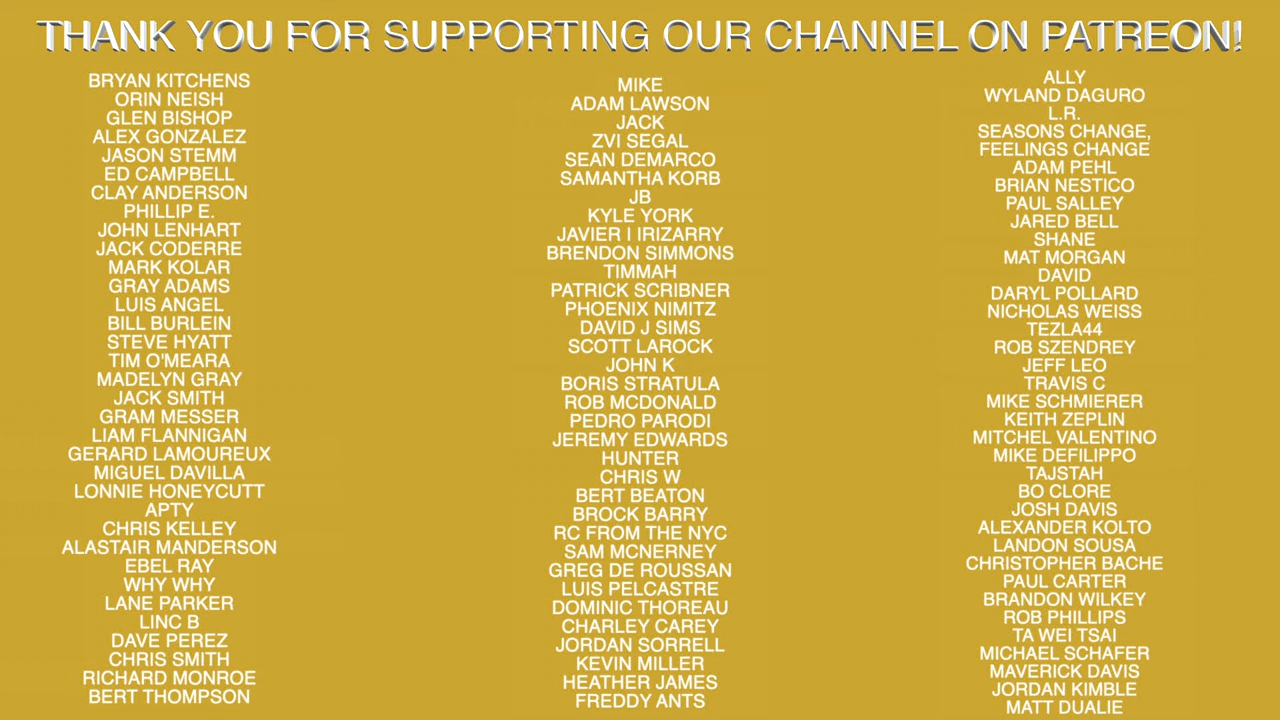 THANK YOU FOR SUPPORTING OUR CHANNEL ON PATREON!
BRYAN KITCHENS
ORIN NEISH
GLEN BISHOP
ALEX GONZALEZ
JASON STEMM
ED CAMPBELL
CLAY ANDERSON
PHILLIP E.
JOHN LENHART
JACK CODERRE
MARK KOLAR
GRAY ADAMS
LUIS ANGEL
BILL BURLEIN
STEVE HYATT
TIM O'MEARA
MADELYN GRAY
JACK SMITH
GRAM MESSER
LIAM FLANNIGAN
GERARD LAMOUREUX
MIGUEL DAVILLA
LONNIE HONEYCUTT
APTY
CHRIS KELLEY
ALASTAIR MANDERSON
EBEL RAY
WHY WHY
LANE PARKER
LINC B
DAVE PEREZ
CHRIS SMITH
RICHARD MONROE
BERT THOMPSON
MIKE
ADAM LAWSON
JACK
ZVI SEGAL
SEAN DEMARCO
SAMANTHA KORB
JB
KYLE YORK
JAVIER I IRIZARRY
BRENDON SIMMONS
TIMMAH
PATRICK SCRIBNER
PHOENIX NIMITZ
DAVID J SIMS
SCOTT LAROCK
JOHN K
BORIS STRATULA
ROB MCDONALD
PEDRO PARODI
JEREMY EDWARDS
HUNTER
CHRIS W
BERT BEATON
BROCK BARRY
RC FROM THE NYC
SAM MCNERNEY
GREG DE ROUSSAN
LUIS PELCASTRE
DOMINIC THOREAU
CHARLEY CAREY
JORDAN SORRELL
KEVIN MILLER
HEATHER JAMES
FREDDY ANTS
ALLY
WYLAND DAGURO
L.R.
SEASONS CHANGE,
FEELINGS CHANGE
ADAM PEHL
BRIAN NESTICO
PAUL SALLEY
JARED BELL
SHANE
MAT MORGAN
DAVID
DARYL POLLARD
NICHOLAS WEISS
TEZLA44
ROB SZENDREY
JEFF LEO
TRAVIS C
MIKE SCHMIERER
KEITH ZEPLIN
MITCHEL VALENTINO
MIKE DEFILIPPO
TAJSTAH
BO CLORE
JOSH DAVIS
ALEXANDER KOLTO
LANDON SOUSA
CHRISTOPHER BACHE
PAUL CARTER
BRANDON WILKEY
ROB PHILLIPS
TA WEI TSAI
MICHAEL SCHAFER
MAVERICK DAVIS
JORDAN KIMBLE
MATT DUALIE